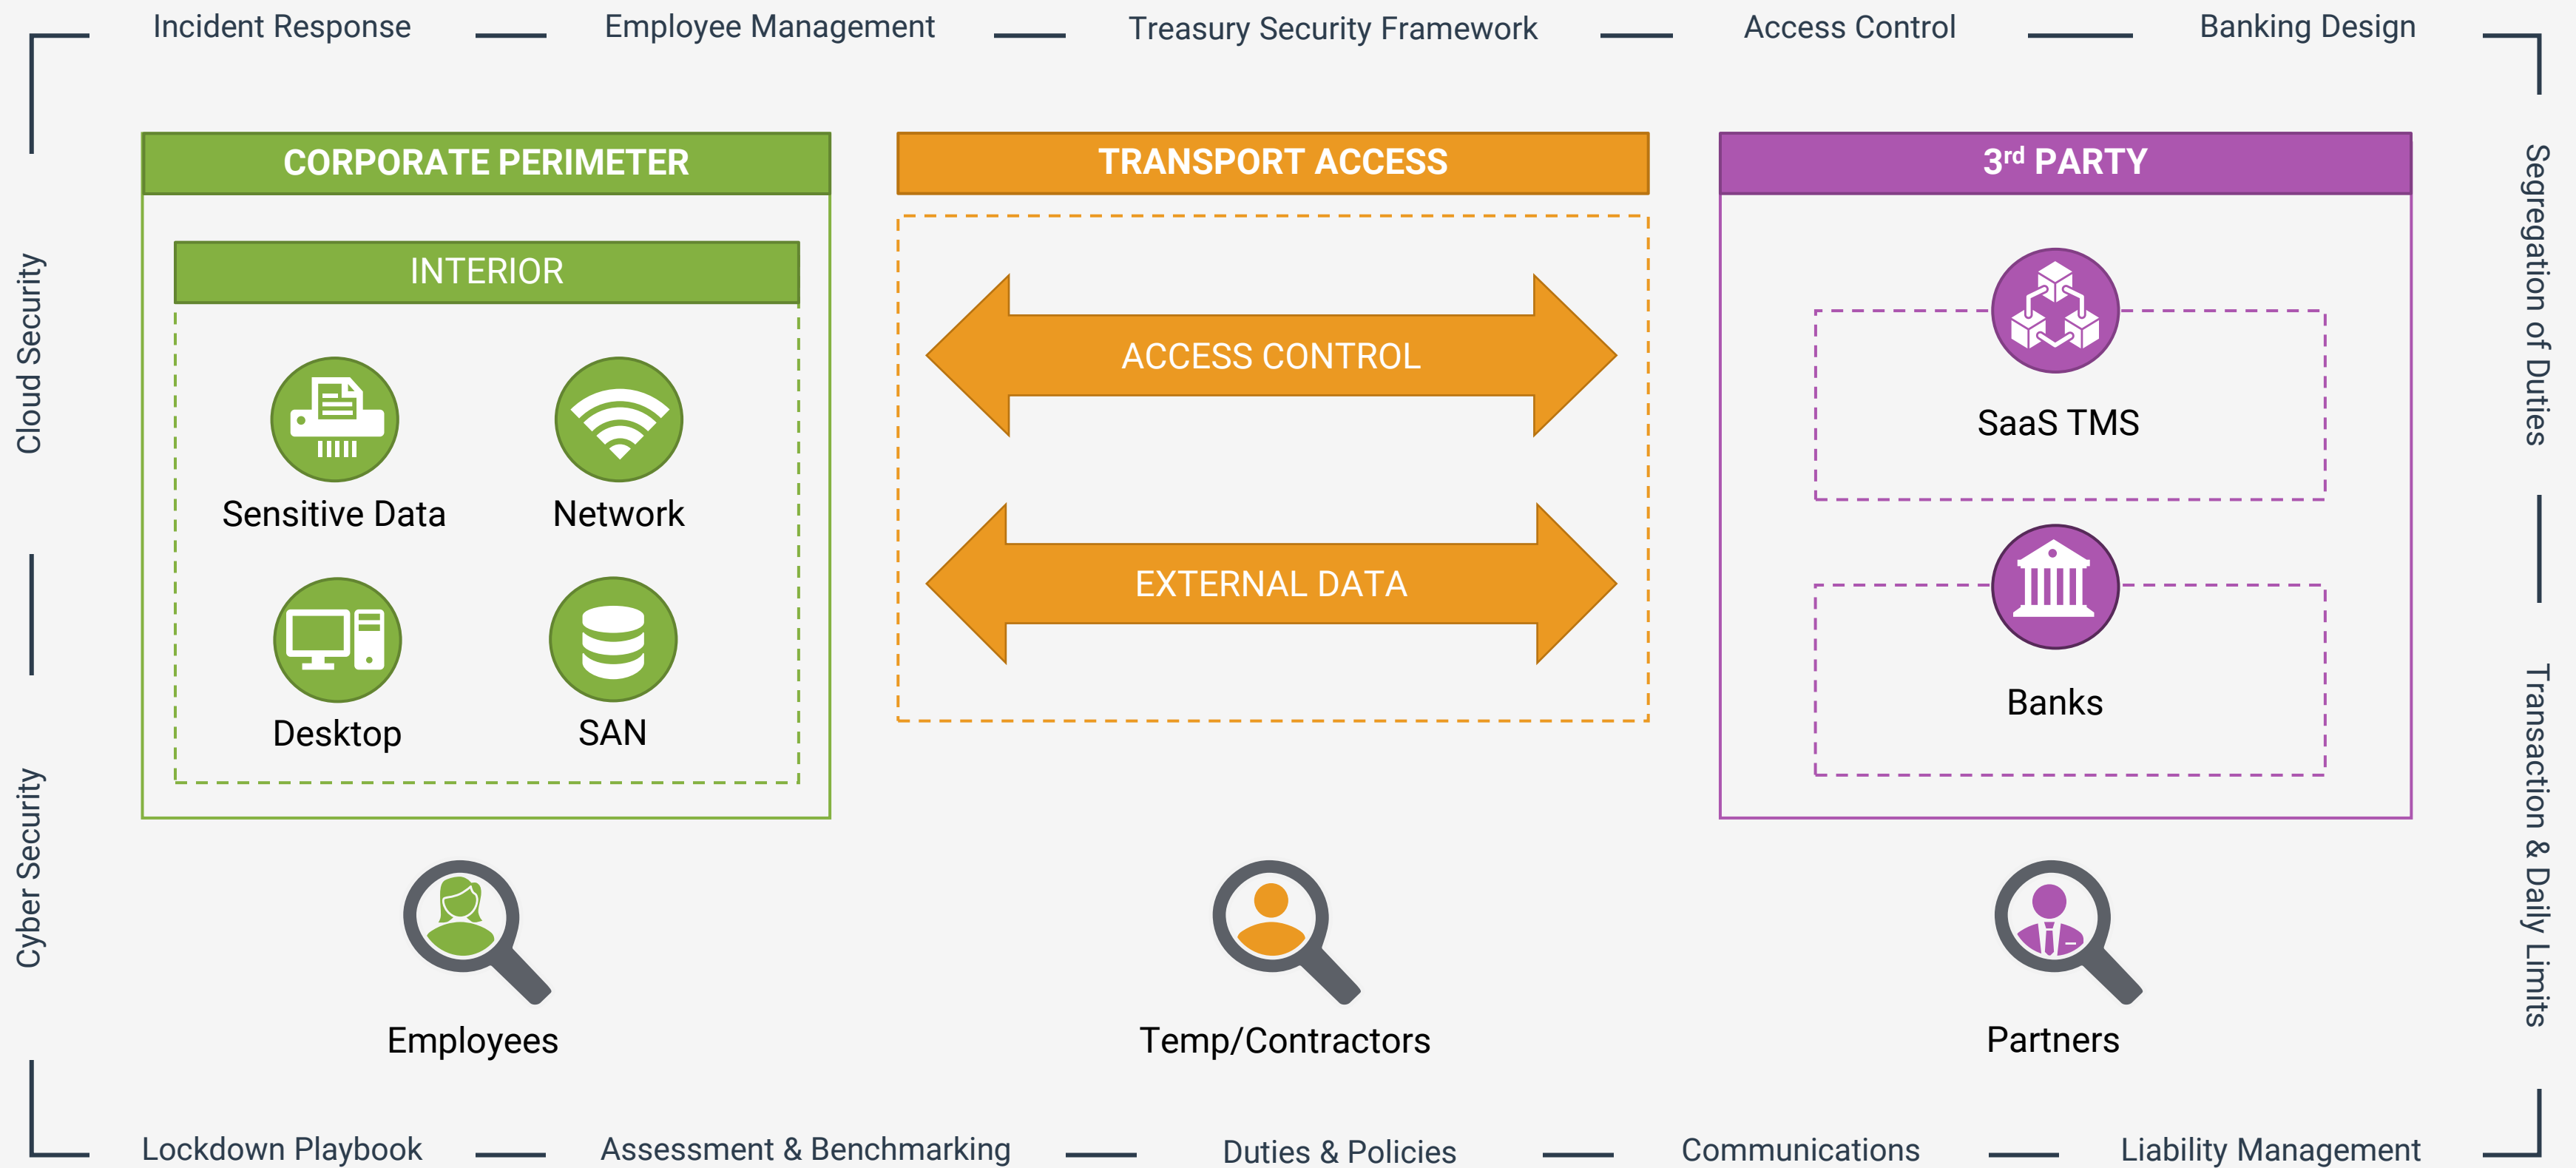 Incident Response
Employee Management
Treasury Security Framework
Access Control
Banking Design
Cloud Security
Cyber Security
CORPORATE PERIMETER
INTERIOR
Sensitive Data
Network
Desktop
SAN
TRANSPORT ACCESS
ACCESS CONTROL
EXTERNAL DATA
3rd PARTY
SaaS TMS
Banks
Segregation of Duties
Transaction & Daily Limits
Employees
Temp/Contractors
Partners
Lockdown Playbook
Assessment & Benchmarking
Duties & Policies
Communications
Liability Management